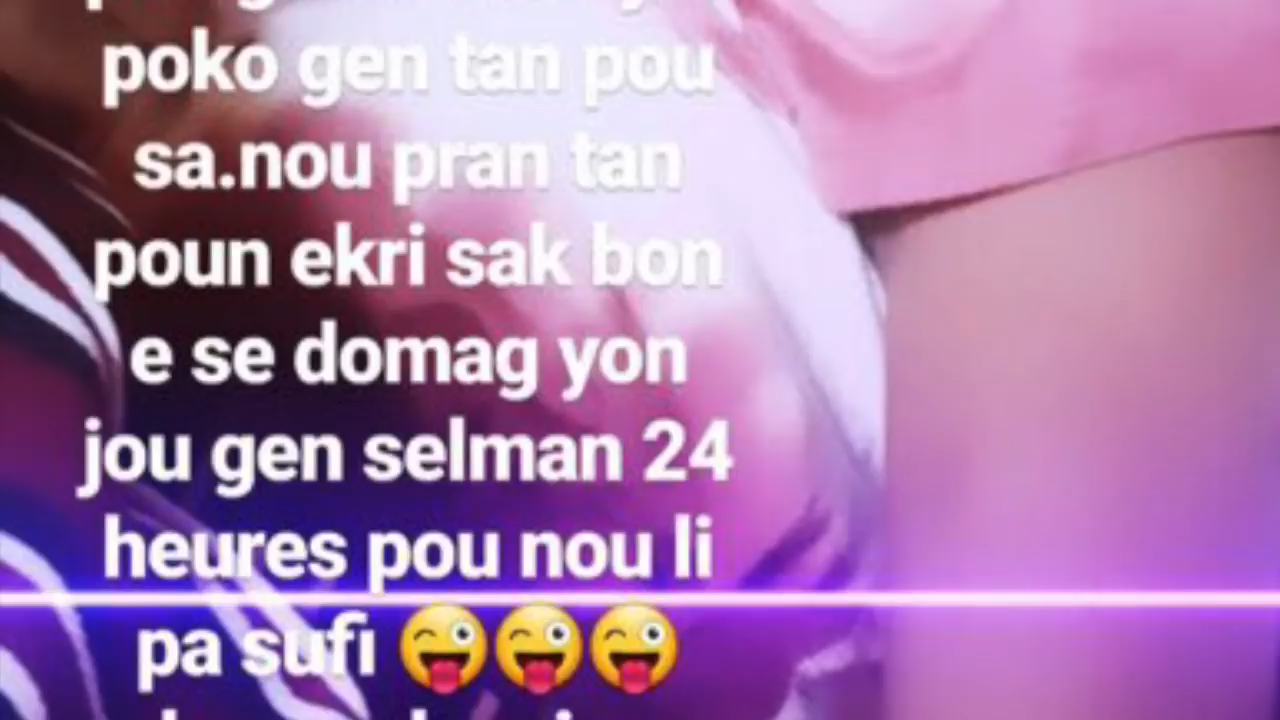 poko gen tan pou
sa.nou pran tan
poun ekri sak bon
e se domag yon
jou gen selman 24
heures pou nou li
pa sufi 😜😜😜